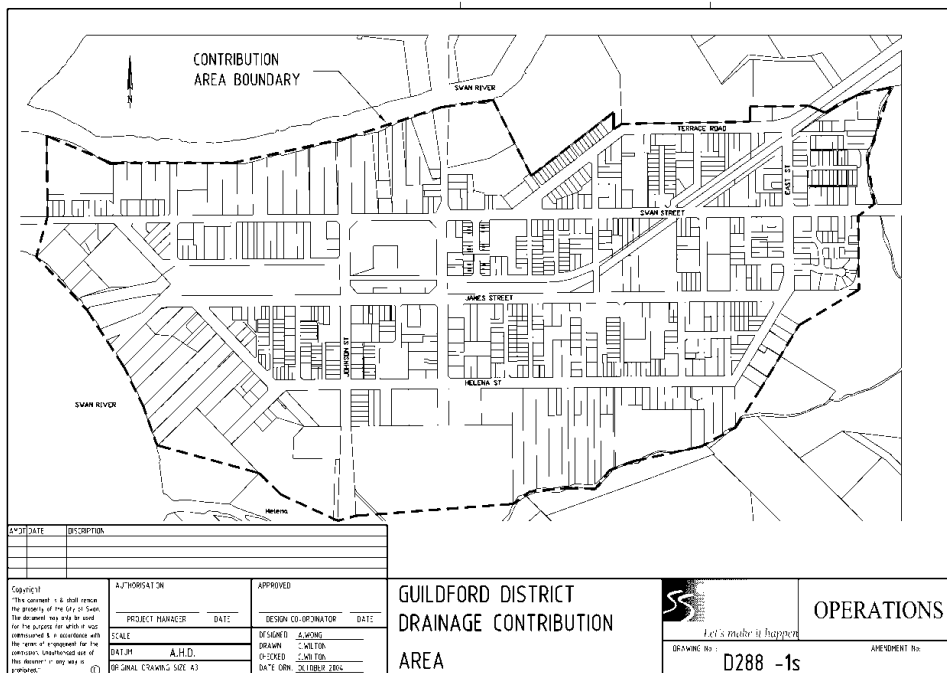 CONTRIBUTION
AREA BOUNDARY
N
SWAN RIVER
TERRACE ROAD
EAST ST
SWAN STREET
JAMES STREET
JOHNSON ST
HELENA ST
SWAN RIVER
Helena
AMDT DATE DISCRIPTION
Copyright
"This document is & shall remain
the property of the City of Swan.
The document may only be used
for the purpose for which it was
commissioned & in accordance with
the terms of engagement for the
commission. Unauthorised use of
this document in any way is
prohibited."
AUTHORISATION
PROJECT MANAGER DATE
SCALE
DATUM A.H.D.
ORIGINAL CRAWING SIZE A3
APPROVED
DESIGN CO-ORDINATOR DATE
DESIGNED A.WONG
DRAWN C.WILTON
CHECKED C.WILTON
DATE DRN. OCTOBER 2004
GUILDFORD DISTRICT
DRAINAGE CONTRIBUTION
AREA
Let's make it happen
OPERATIONS
DRAWING No :
D288 -1s
AMENDMENT No: